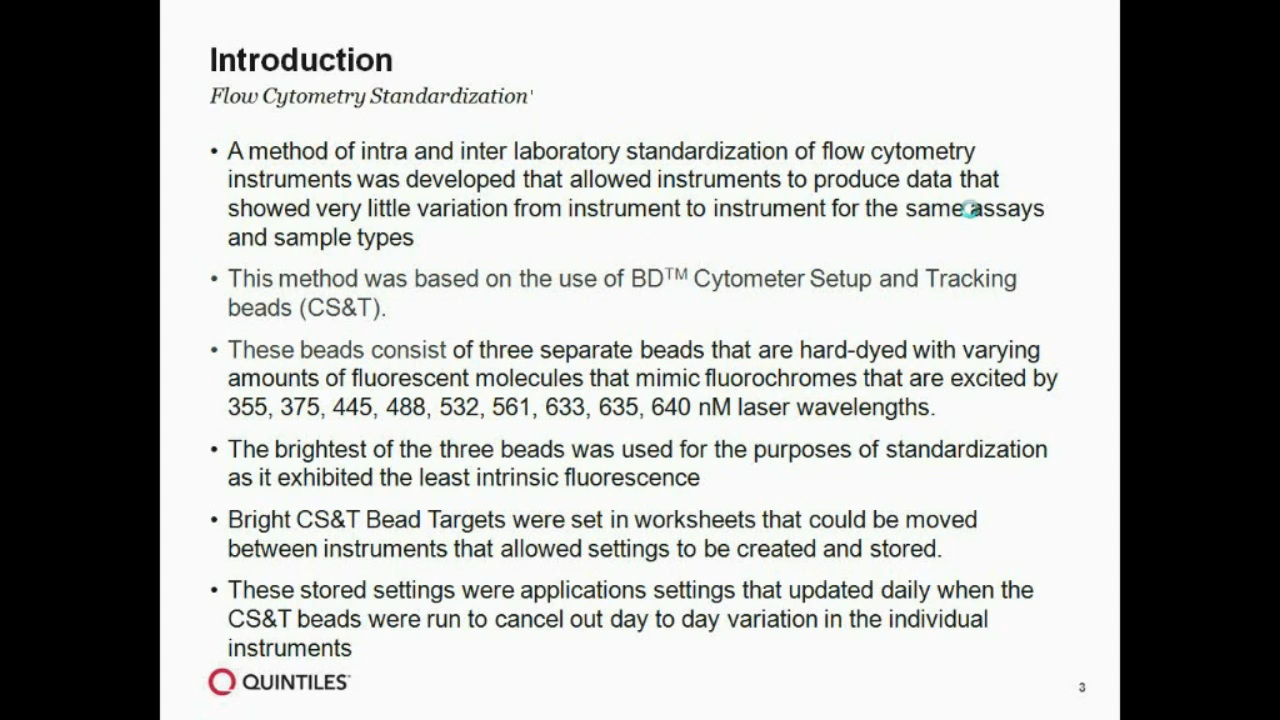 Introduction
Flow Cytometry Standardization¹
• A method of intra and inter laboratory standardization of flow cytometry
instruments was developed that allowed instruments to produce data that
showed very little variation from instrument to instrument for the same assays
and sample types
• This method was based on the use of BD™ Cytometer Setup and Tracking
beads (CS&T).
• These beads consist of three separate beads that are hard-dyed with varying
amounts of fluorescent molecules that mimic fluorochromes that are excited by
355, 375, 445, 488, 532, 561, 633, 635, 640 nM laser wavelengths.
• The brightest of the three beads was used for the purposes of standardization
as it exhibited the least intrinsic fluorescence
• Bright CS&T Bead Targets were set in worksheets that could be moved
between instruments that allowed settings to be created and stored.
• These stored settings were applications settings that updated daily when the
CS&T beads were run to cancel out day to day variation in the individual
instruments
QUINTILES
3